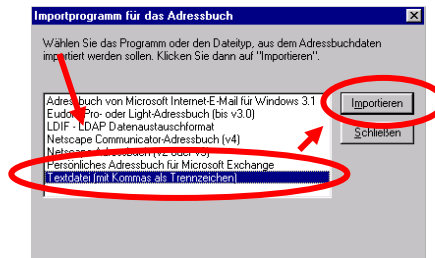 Importprogramm für das Adressbuch
Wählen Sie das Programm oder den Dateityp, aus dem Adressbuchdaten
importiert werden sollen. Klicken Sie dann auf "Importieren".
Adressbuch von Microsoft Internet-E-Mail für Windows 3.1
Eudora Pro- oder Light-Adressbuch (bis v3.0)
LDIF - LDAP Datenaustauschformat
Netscape Communicator-Adressbuch (v4)
Netscape Adressbuch (v2 oder v3)
Persönliches Adressbuch für Microsoft Exchange
Textdatei (mit Kommas als Trennzeichen)
Importieren
Schließen